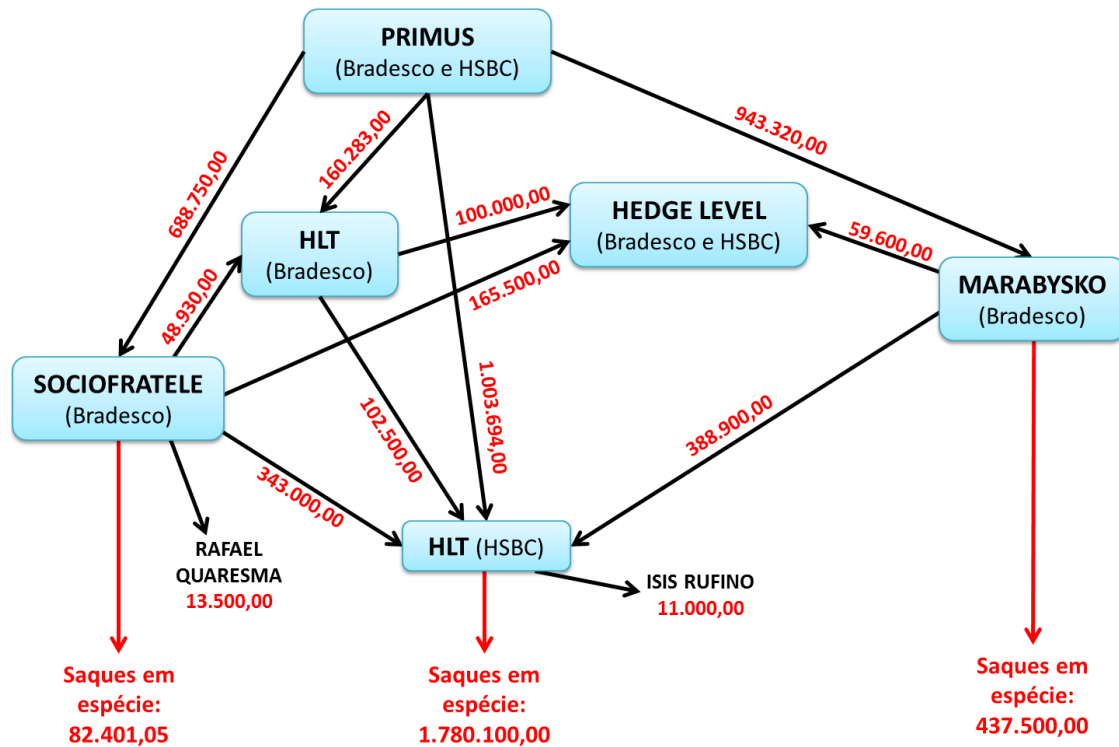 PRIMUS
(Bradesco e HSBC)
943.320,00
160.283,00
688.750,00
100.000,00
HEDGE LEVEL
(Bradesco e HSBC)
59.600,00
HLT
(Bradesco)
165.500,00
MARABYSKO
(Bradesco)
48.930,00
SOCIOFRATELE
(Bradesco)
1.003.694,00
102.500,00
388.900,00
343.000,00
HLT (HSBC)
RAFAEL
QUARESMA
13.500,00
ISIS RUFINO
11.000,00
Saques em
espécie:
82.401,05
Saques em
espécie:
1.780.100,00
Saques em
espécie:
437.500,00